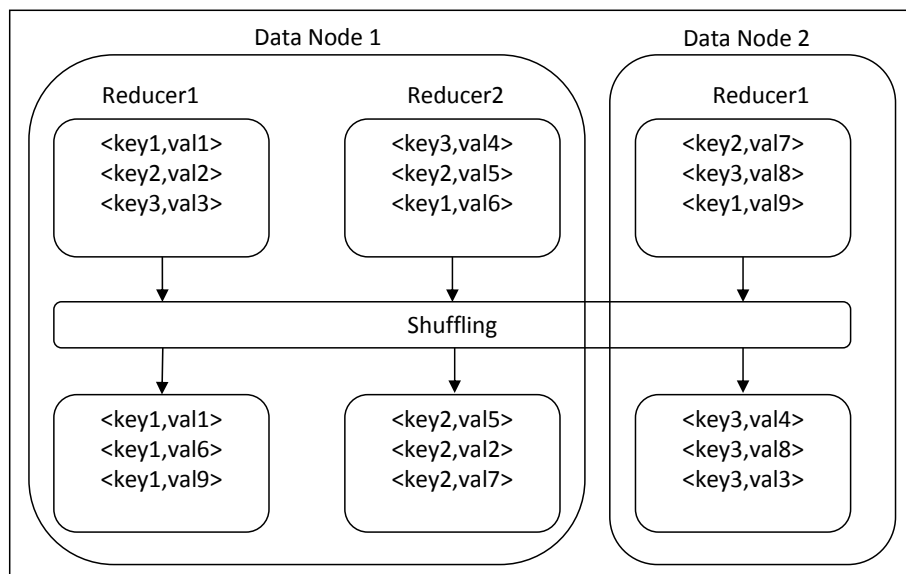 Data Node 1
Data Node 2
Reducer1
Reducer2
Reducer1
<key1,val1>
<key2,val2>
<key3,val3>
<key3,val4>
<key2,val5>
<key1,val6>
<key2,val7>
<key3,val8>
<key1,val9>
Shuffling
<key1,val1>
<key1,val6>
<key1,val9>
<key2,val5>
<key2,val2>
<key2,val7>
<key3,val4>
<key3,val8>
<key3,val3>